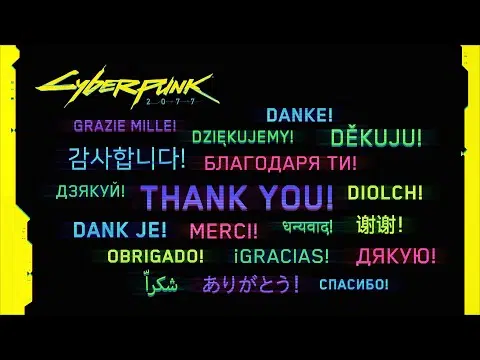 Cyberpunk
2077
DANKE!
GRAZIE MILLE!
DZIĘKUJEMY!
DĚKUJU!
감사합니다!
БЛАГОДАРЯ ТИ!
ДЗЯКУЙ!
THANK YOU!
DIOLCH!
DANK JE!
MERCI!
धन्यवाद!
谢谢!
OBRIGADO!
¡GRACIAS!
ДЯКУЮ!
شكراً
ありがとう!
СПАСИБО!